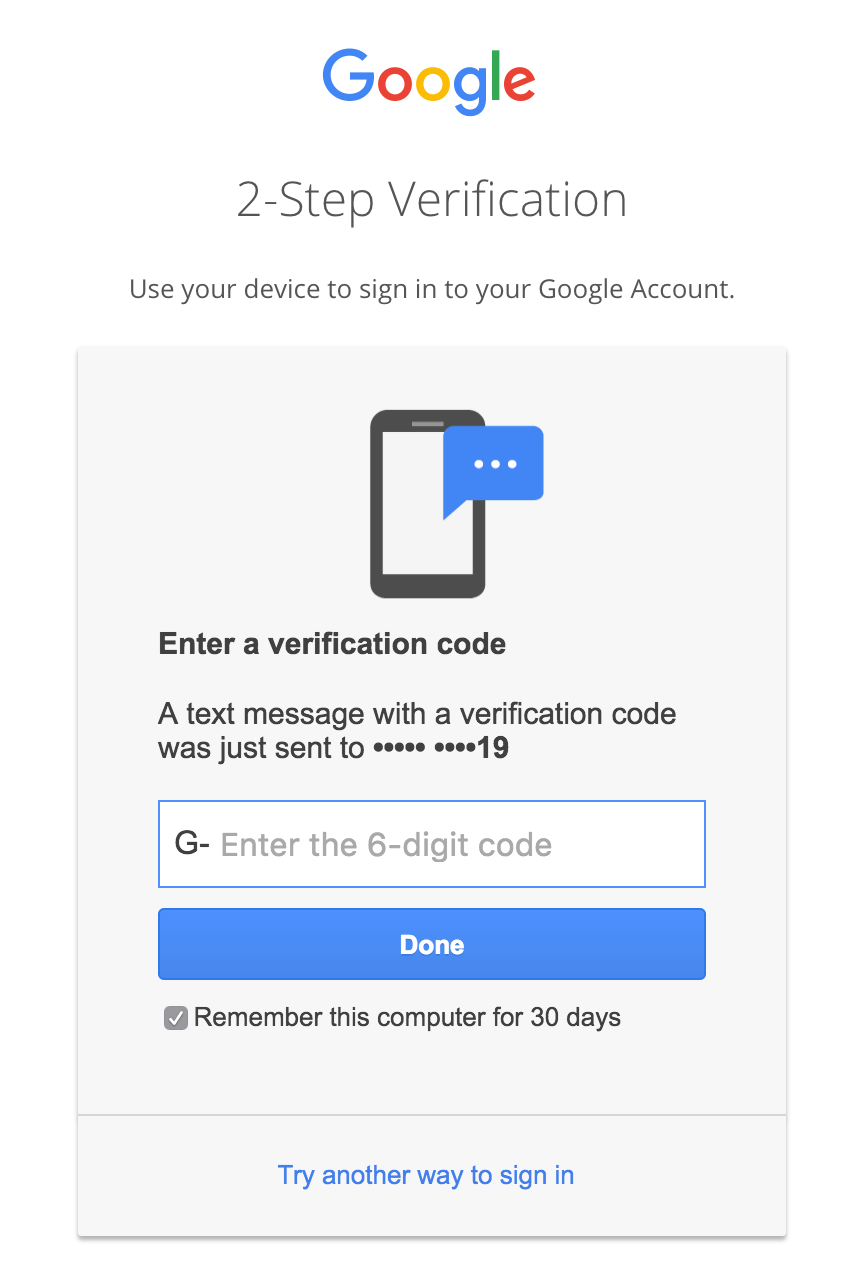 Google
2-Step Verification
Use your device to sign in to your Google Account.
Enter a verification code
A text message with a verification code
was just sent to ••••• ••••19
G- Enter the 6-digit code
Done
Remember this computer for 30 days
Try another way to sign in